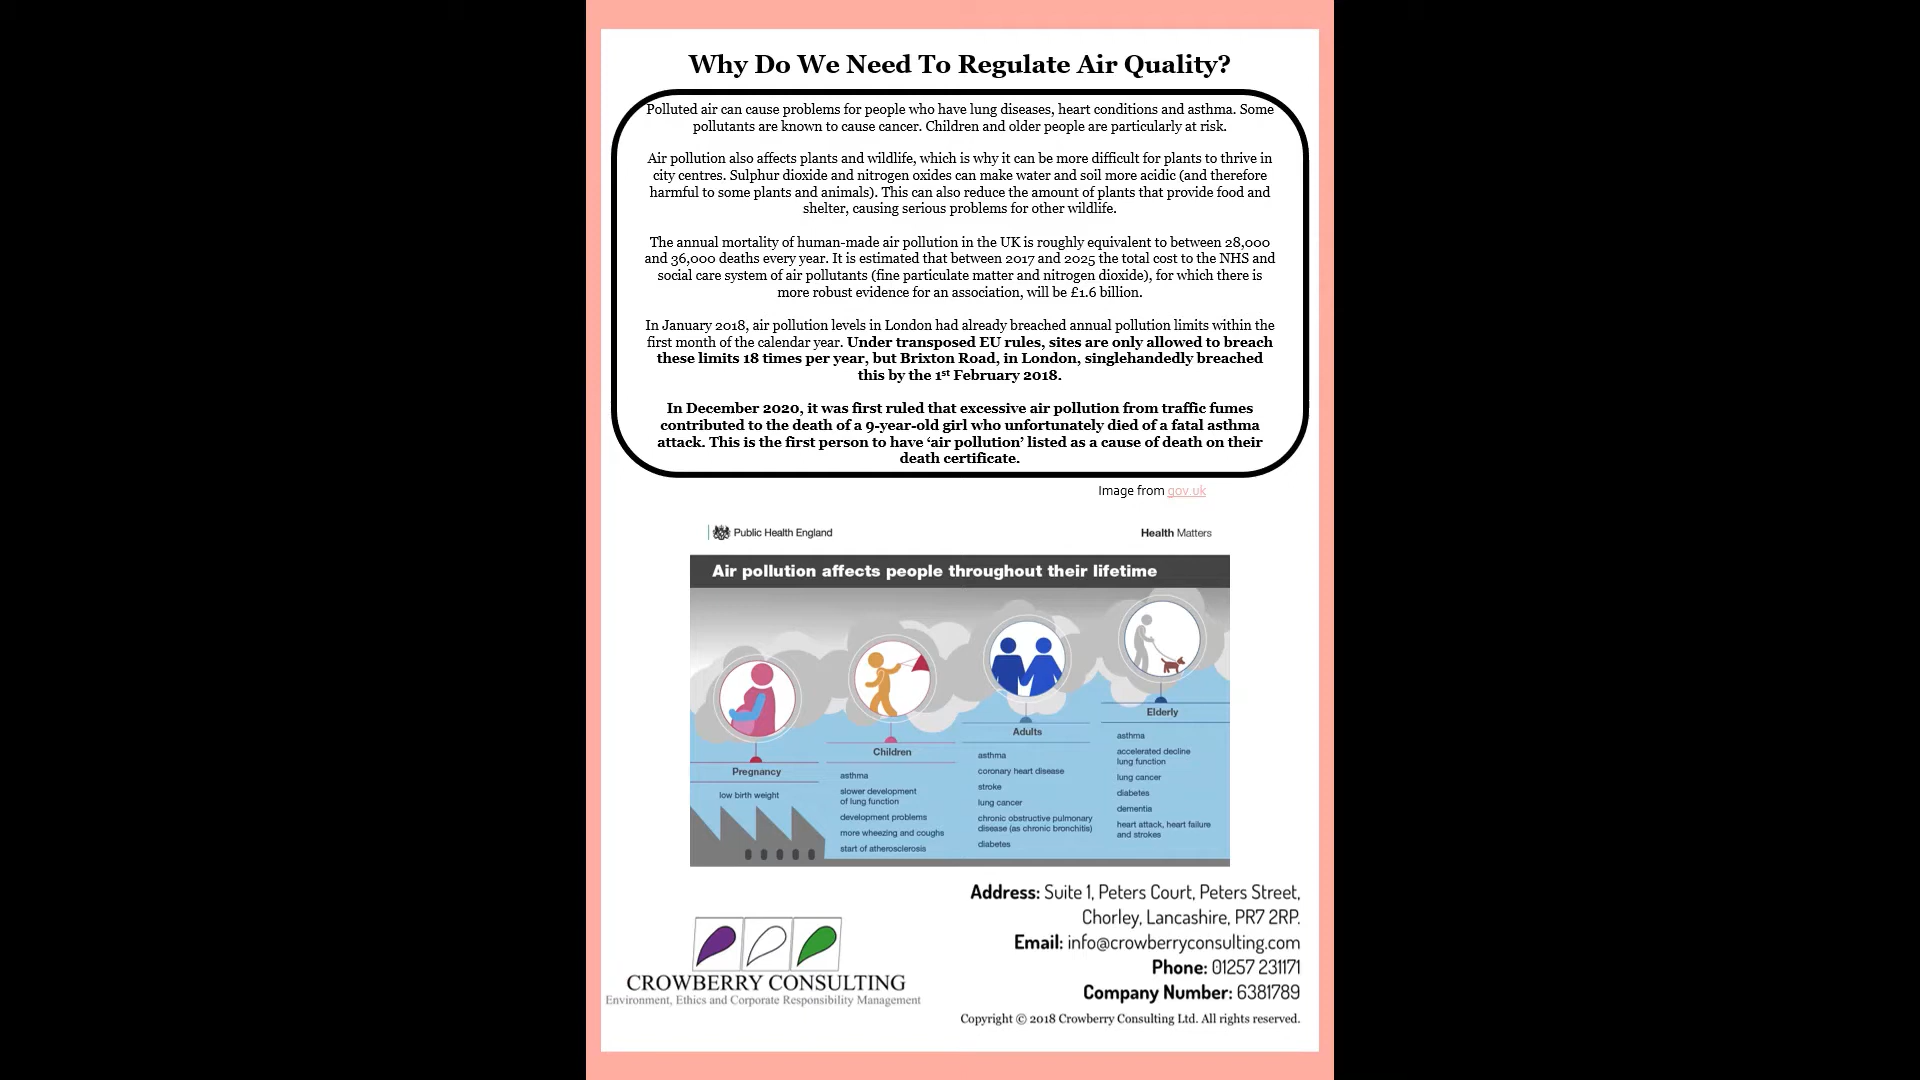 Why Do We Need To Regulate Air Quality?
Polluted air can cause problems for people who have lung diseases, heart conditions and asthma. Some
pollutants are known to cause cancer. Children and older people are particularly at risk.
Air pollution also affects plants and wildlife, which is why it can be more difficult for plants to thrive in
city centres. Sulphur dioxide and nitrogen oxides can make water and soil more acidic (and therefore
harmful to some plants and animals). This can also reduce the amount of plants that provide food and
shelter, causing serious problems for other wildlife.
The annual mortality of human-made air pollution in the UK is roughly equivalent to between 28,000
and 36,000 deaths every year. It is estimated that between 2017 and 2025 the total cost to the NHS and
social care system of air pollutants (fine particulate matter and nitrogen dioxide), for which there is
more robust evidence for an association, will be £1.6 billion.
In January 2018, air pollution levels in London had already breached annual pollution limits within the
first month of the calendar year. Under transposed EU rules, sites are only allowed to breach
these limits 18 times per year, but Brixton Road, in London, singlehandedly breached
this by the 1st February 2018.
In December 2020, it was first ruled that excessive air pollution from traffic fumes
contributed to the death of a 9-year-old girl who unfortunately died of a fatal asthma
attack. This is the first person to have ‘air pollution’ listed as a cause of death on their
death certificate.
Image from gov.uk
Public Health England
Health Matters
Air pollution affects people throughout their lifetime
Pregnancy
low birth weight
Children
asthma
slower development
of lung function
development problems
more wheezing and coughs
start of atherosclerosis
Adults
asthma
coronary heart disease
stroke
lung cancer
chronic obstructive pulmonary
disease (as chronic bronchitis)
diabetes
Elderly
asthma
accelerated decline
lung function
lung cancer
diabetes
dementia
heart attack, heart failure
and strokes
CROWBERRY CONSULTING
Environment, Ethics and Corporate Responsibility Management
Address: Suite 1, Peters Court, Peters Street,
Chorley, Lancashire, PR7 2RP.
Email: info@crowberryconsulting.com
Phone: 01257 231171
Company Number: 6381789
Copyright © 2018 Crowberry Consulting Ltd. All rights reserved.